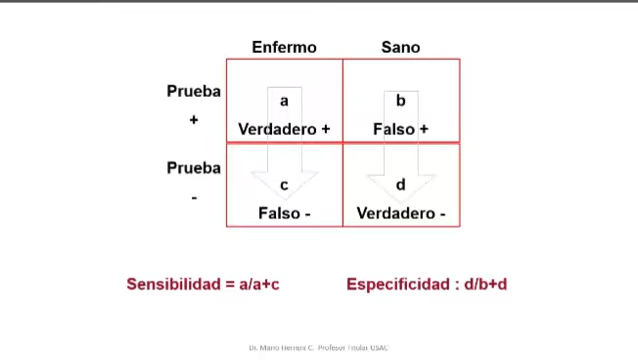 Enfermo Sano
Prueba
+
a b
Verdadero + Falso +
Prueba
-
c d
Falso - Verdadero -
Sensibilidad = a/a+c Especificidad : d/b+d
Dr. Mario Herrera C. Profesor Titular USAC